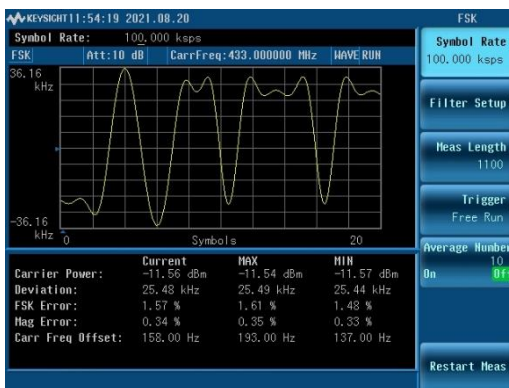 KEYSIGHT 11:54:19 2021.08.20
FSK
Symbol Rate: 100.000 ksps
FSK Att:10 dB CarrFreq:433.000000 MHz WAVE RUN
36.16
kHz
-36.16
kHz
0 Symbols 20
Current MAX MIN
Carrier Power: -11.56 dBm -11.54 dBm -11.57 dBm
Deviation: 25.48 kHz 25.49 kHz 25.44 kHz
FSK Error: 1.57 % 1.61 % 1.48 %
Mag Error: 0.34 % 0.35 % 0.33 %
Carr Freq Offset: 158.00 Hz 193.00 Hz 137.00 Hz
Symbol Rate
100.000 ksps
Filter Setup
Meas Length
1100
Trigger
Free Run
Average Number
10
On Off
Restart Meas